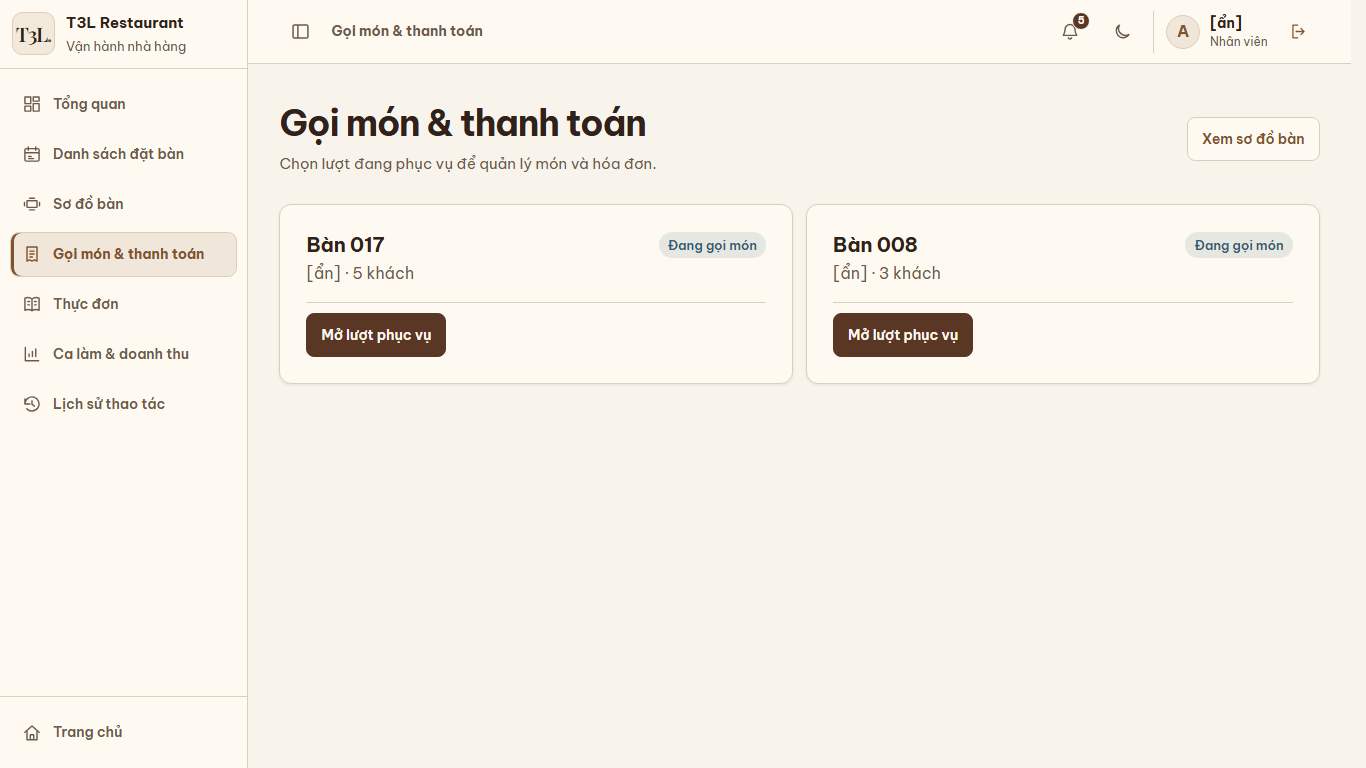 T3L
T3L Restaurant
Vận hành nhà hàng
Tổng quan
Danh sách đặt bàn
Sơ đồ bàn
Gọi món & thanh toán
Thực đơn
Ca làm & doanh thu
Lịch sử thao tác
Trang chủ
Gọi món & thanh toán
5
A
[ẩn]
Nhân viên
Gọi món & thanh toán
Chọn lượt đang phục vụ để quản lý món và hóa đơn.
Xem sơ đồ bàn
Bàn 017
Đang gọi món
[ẩn] · 5 khách
Mở lượt phục vụ
Bàn 008
Đang gọi món
[ẩn] · 3 khách
Mở lượt phục vụ